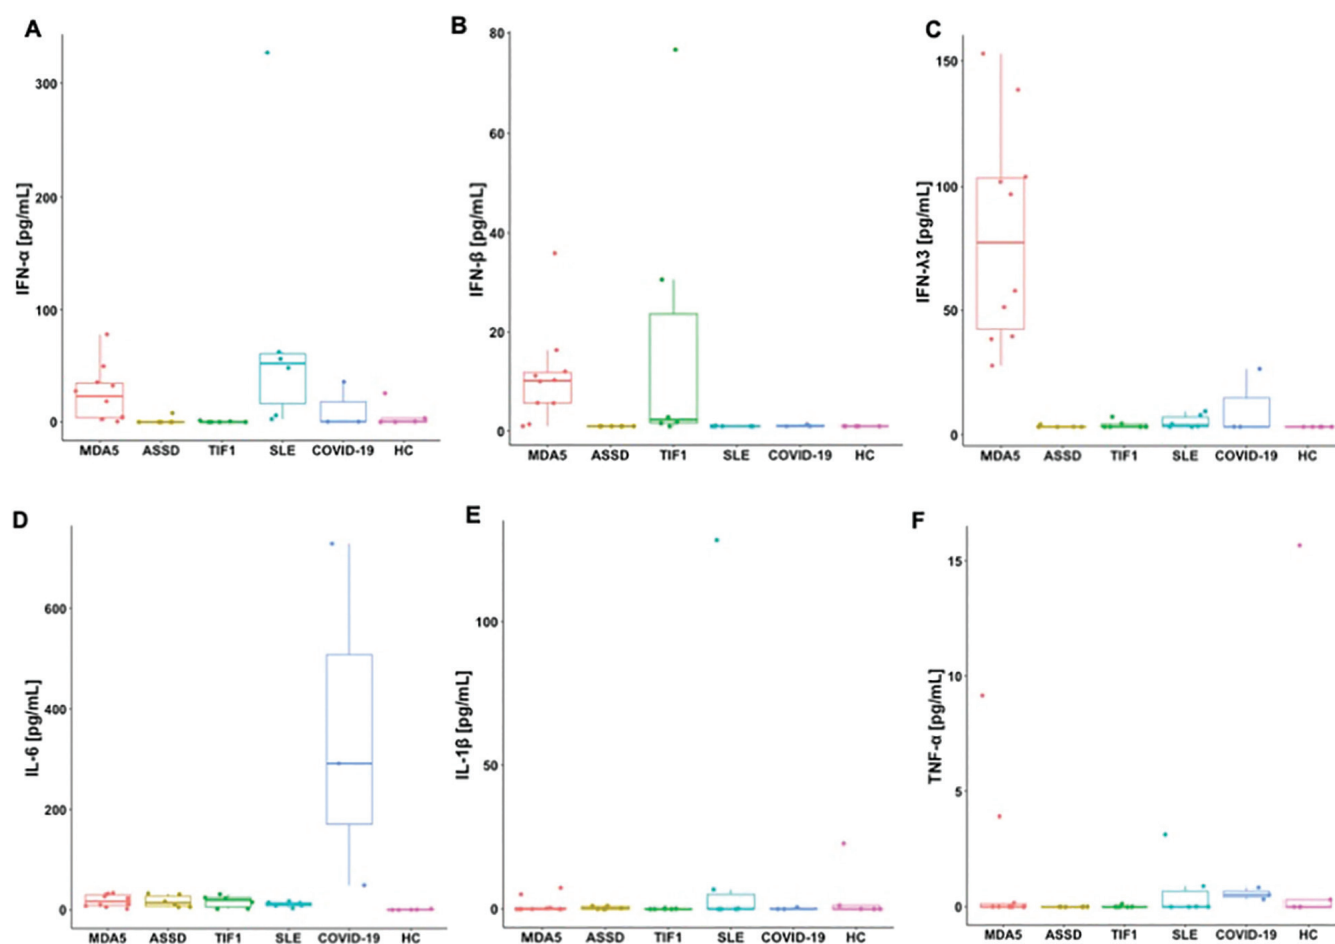 A
IFN-α [pg/mL]
300
200
100
0
MDA5 ASSD TIF1 SLE COVID-19 HC
B
IFN-β [pg/mL]
80
60
40
20
0
MDA5 ASSD TIF1 SLE COVID-19 HC
C
IFN-λ3 [pg/mL]
150
100
50
0
MDA5 ASSD TIF1 SLE COVID-19 HC
D
IL-6 [pg/mL]
600
400
200
0
MDA5 ASSD TIF1 SLE COVID-19 HC
E
IL-1β [pg/mL]
100
50
0
MDA5 ASSD TIF1 SLE COVID-19 HC
F
TNF-α [pg/mL]
15
10
5
0
MDA5 ASSD TIF1 SLE COVID-19 HC